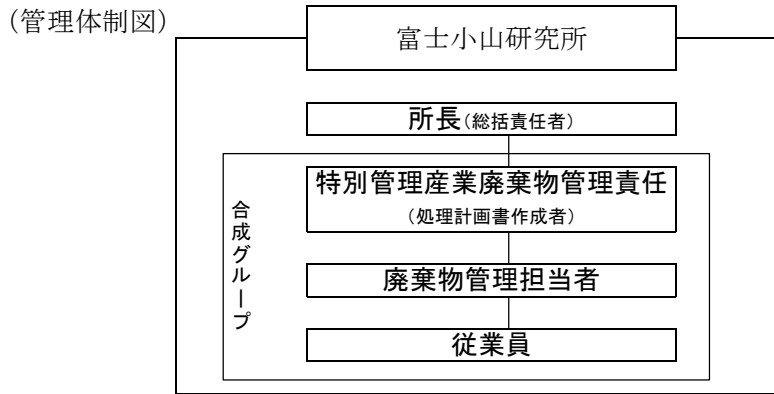 (管理体制図)
富士小山研究所
所長(総括責任者)
特別管理産業廃棄物管理責任
(処理計画書作成者)
合成グループ
廃棄物管理担当者
従業員